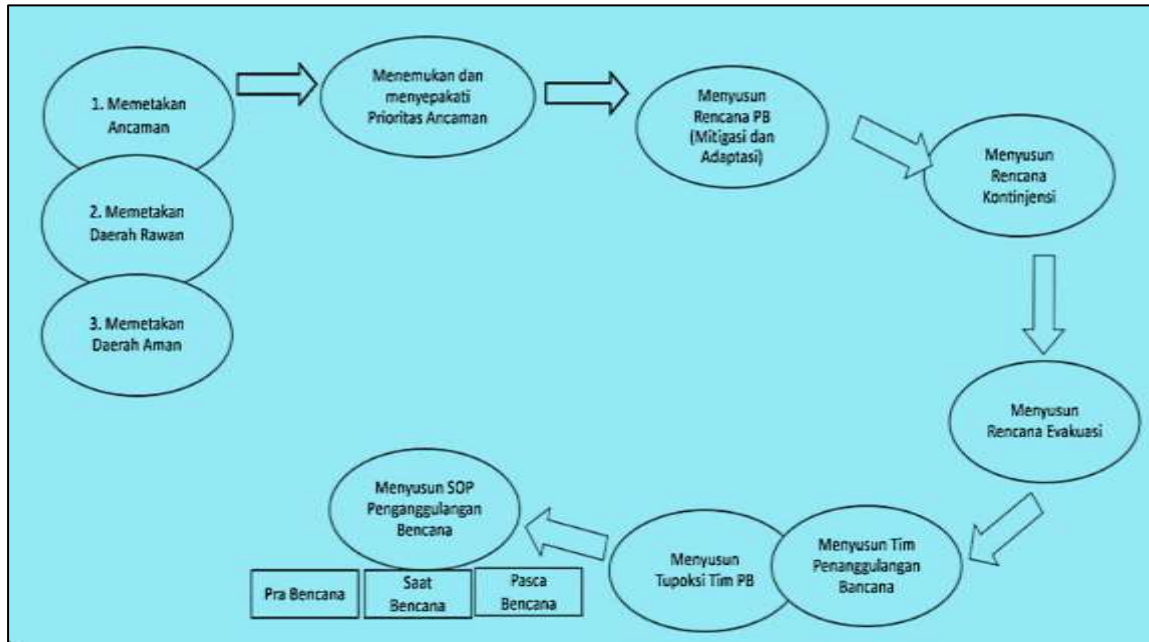 1. Memetakan
Ancaman
2. Memetakan
Daerah Rawan
3. Memetakan
Daerah Aman
Menemukan dan
menyepakati
Prioritas Ancaman
Menyusun
Rencana PB
(Mitigasi dan
Adaptasi)
Menyusun
Rencana
Kontinjensi
Menyusun
Rencana Evakuasi
Menyusun Tim
Penanggulangan
Bancana
Menyusun
Tupoksi Tim PB
Menyusun SOP
Penganggulangan
Bencana
Pra Bencana
Saat
Bencana
Pasca
Bencana